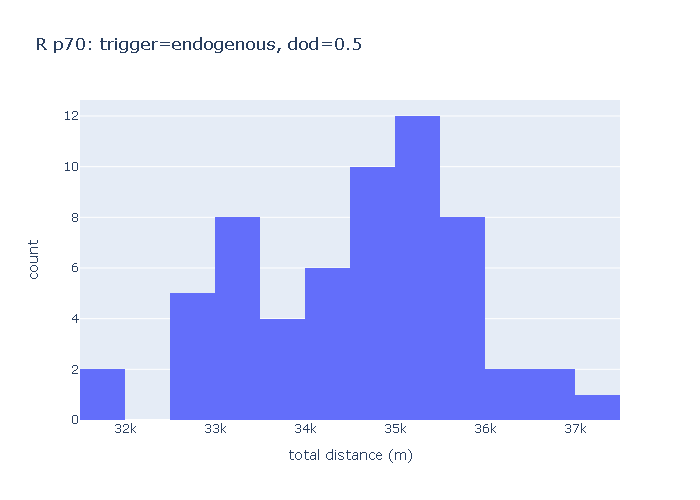 R p70: trigger=endogenous, dod=0.5
12
10
8
6
4
2
0
count
32k 33k 34k 35k 36k 37k
total distance (m)